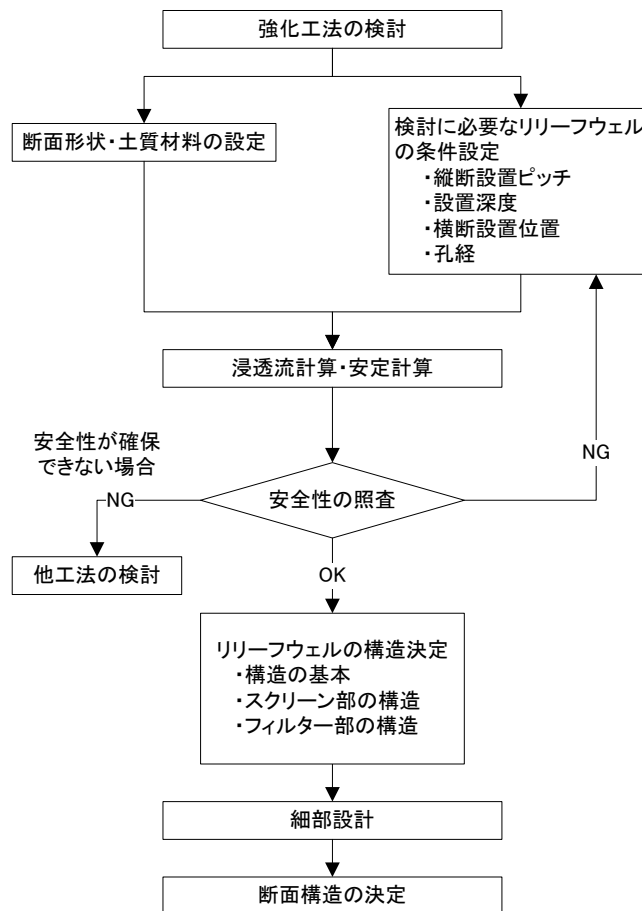 強化工法の検討
断面形状・土質材料の設定
検討に必要なリリーフウェル
の条件設定
・縦断設置ピッチ
・設置深度
・横断設置位置
・孔経
浸透流計算・安定計算
安全性が確保
できない場合
NG
NG
安全性の照査
他工法の検討
OK
リリーフウェルの構造決定
・構造の基本
・スクリーン部の構造
・フィルター部の構造
細部設計
断面構造の決定